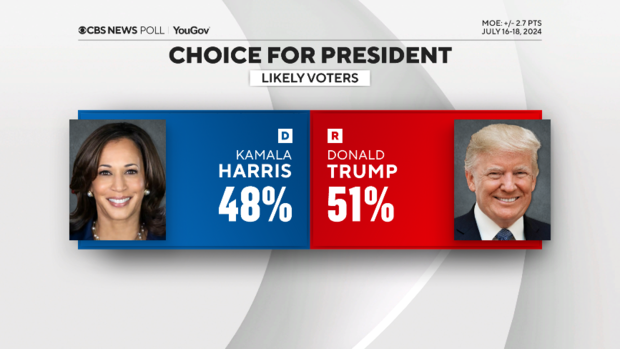 CBS NEWS POLL | YouGov
MOE: +/- 2.7 PTS
JULY 16-18, 2024
CHOICE FOR PRESIDENT
LIKELY VOTERS
D
KAMALA
HARRIS
48%
R
DONALD
TRUMP
51%